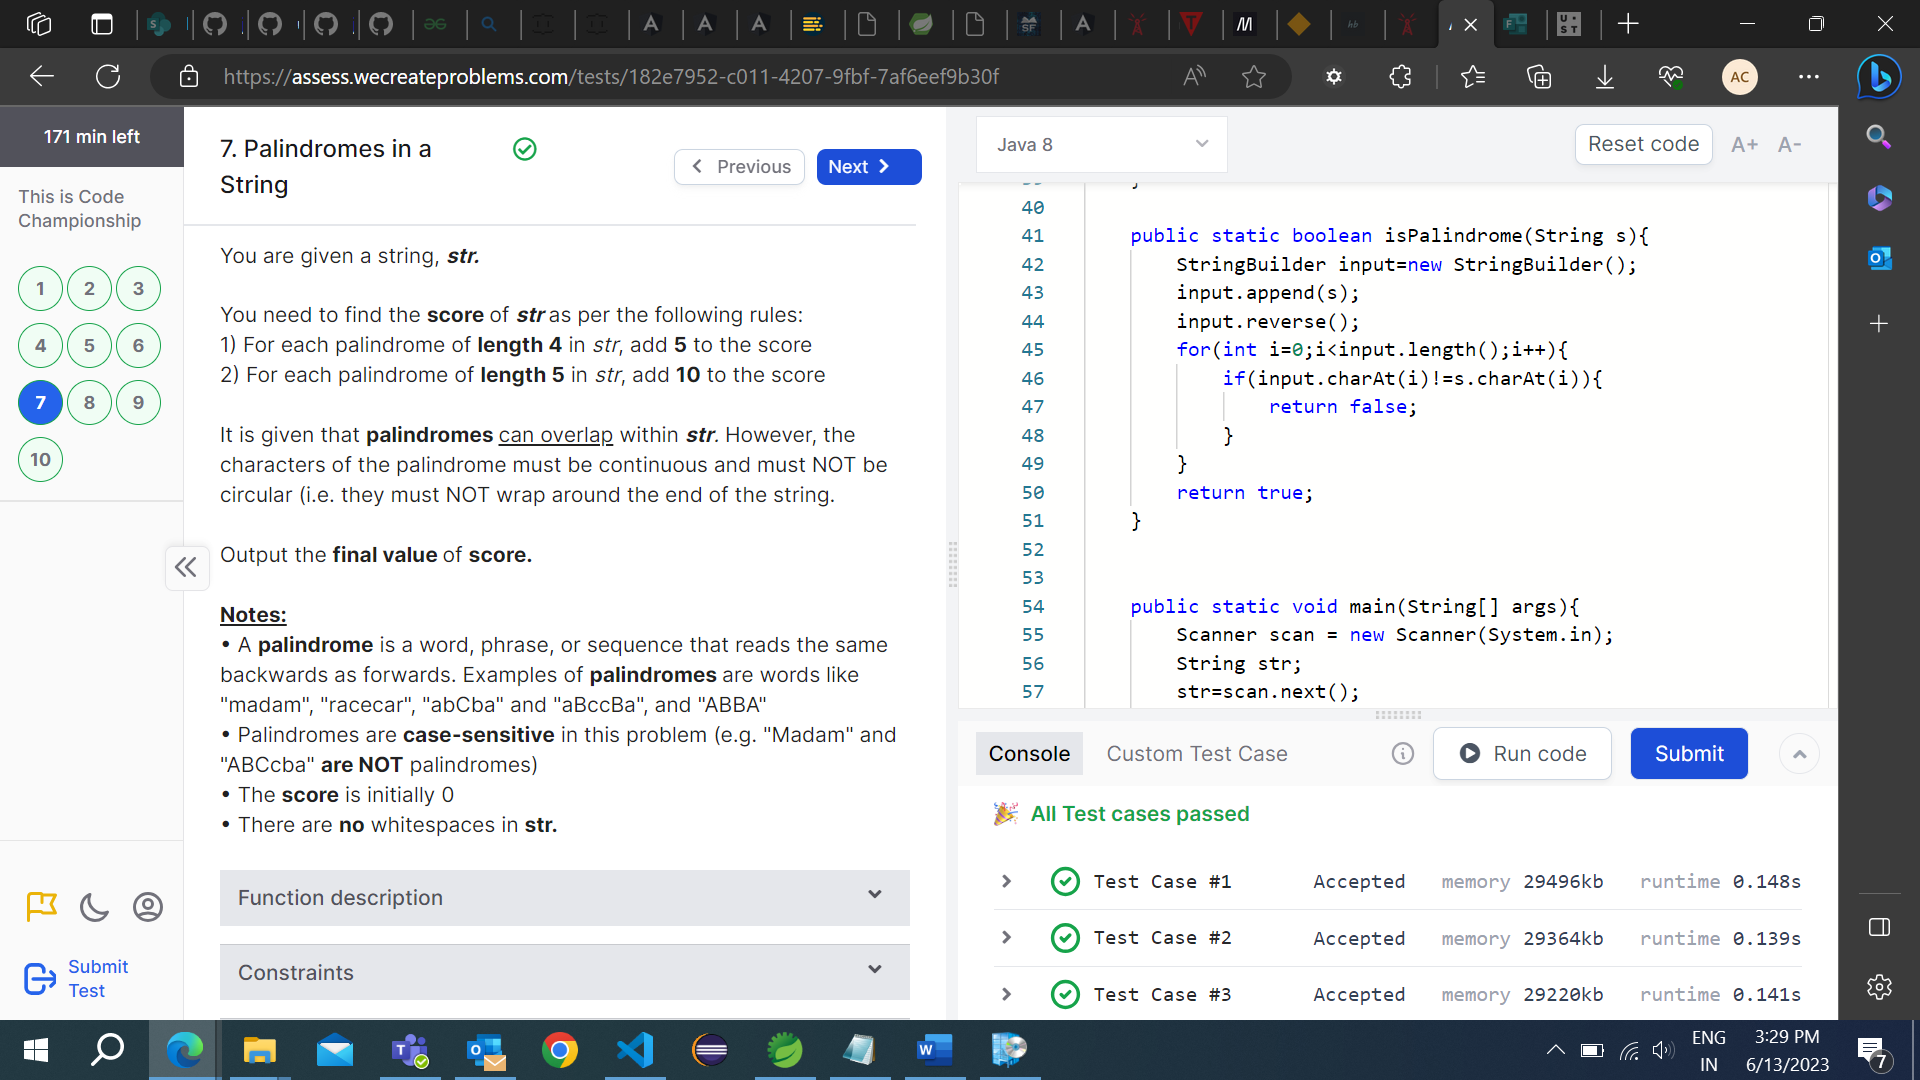 https://assess.wecreateproblems.com/tests/182e7952-c011-4207-9fbf-7af6eef9b30f
AC
171 min left
This is Code
Championship
1 2 3
4 5 6
7 8 9
10
Submit
Test
7. Palindromes in a
String
Previous
Next
You are given a string, str.
You need to find the score of str as per the following rules:
1) For each palindrome of length 4 in str, add 5 to the score
2) For each palindrome of length 5 in str, add 10 to the score
It is given that palindromes can overlap within str. However, the
characters of the palindrome must be continuous and must NOT be
circular (i.e. they must NOT wrap around the end of the string.
Output the final value of score.
Notes:
• A palindrome is a word, phrase, or sequence that reads the same
backwards as forwards. Examples of palindromes are words like
"madam", "racecar", "abCba" and "aBccBa", and "ABBA"
• Palindromes are case-sensitive in this problem (e.g. "Madam" and
"ABCcba" are NOT palindromes)
• The score is initially 0
• There are no whitespaces in str.
Function description
Constraints
Java 8
Reset code
A+ A-
40
41 public static boolean isPalindrome(String s){
42 StringBuilder input=new StringBuilder();
43 input.append(s);
44 input.reverse();
45 for(int i=0;i<input.length();i++){
46 if(input.charAt(i)!=s.charAt(i)){
47 return false;
48 }
49 }
50 return true;
51 }
52
53
54 public static void main(String[] args){
55 Scanner scan = new Scanner(System.in);
56 String str;
57 str=scan.next();
Console
Custom Test Case
Run code
Submit
All Test cases passed
Test Case #1 Accepted memory 29496kb runtime 0.148s
Test Case #2 Accepted memory 29364kb runtime 0.139s
Test Case #3 Accepted memory 29220kb runtime 0.141s
ENG
IN
3:29 PM
6/13/2023
7